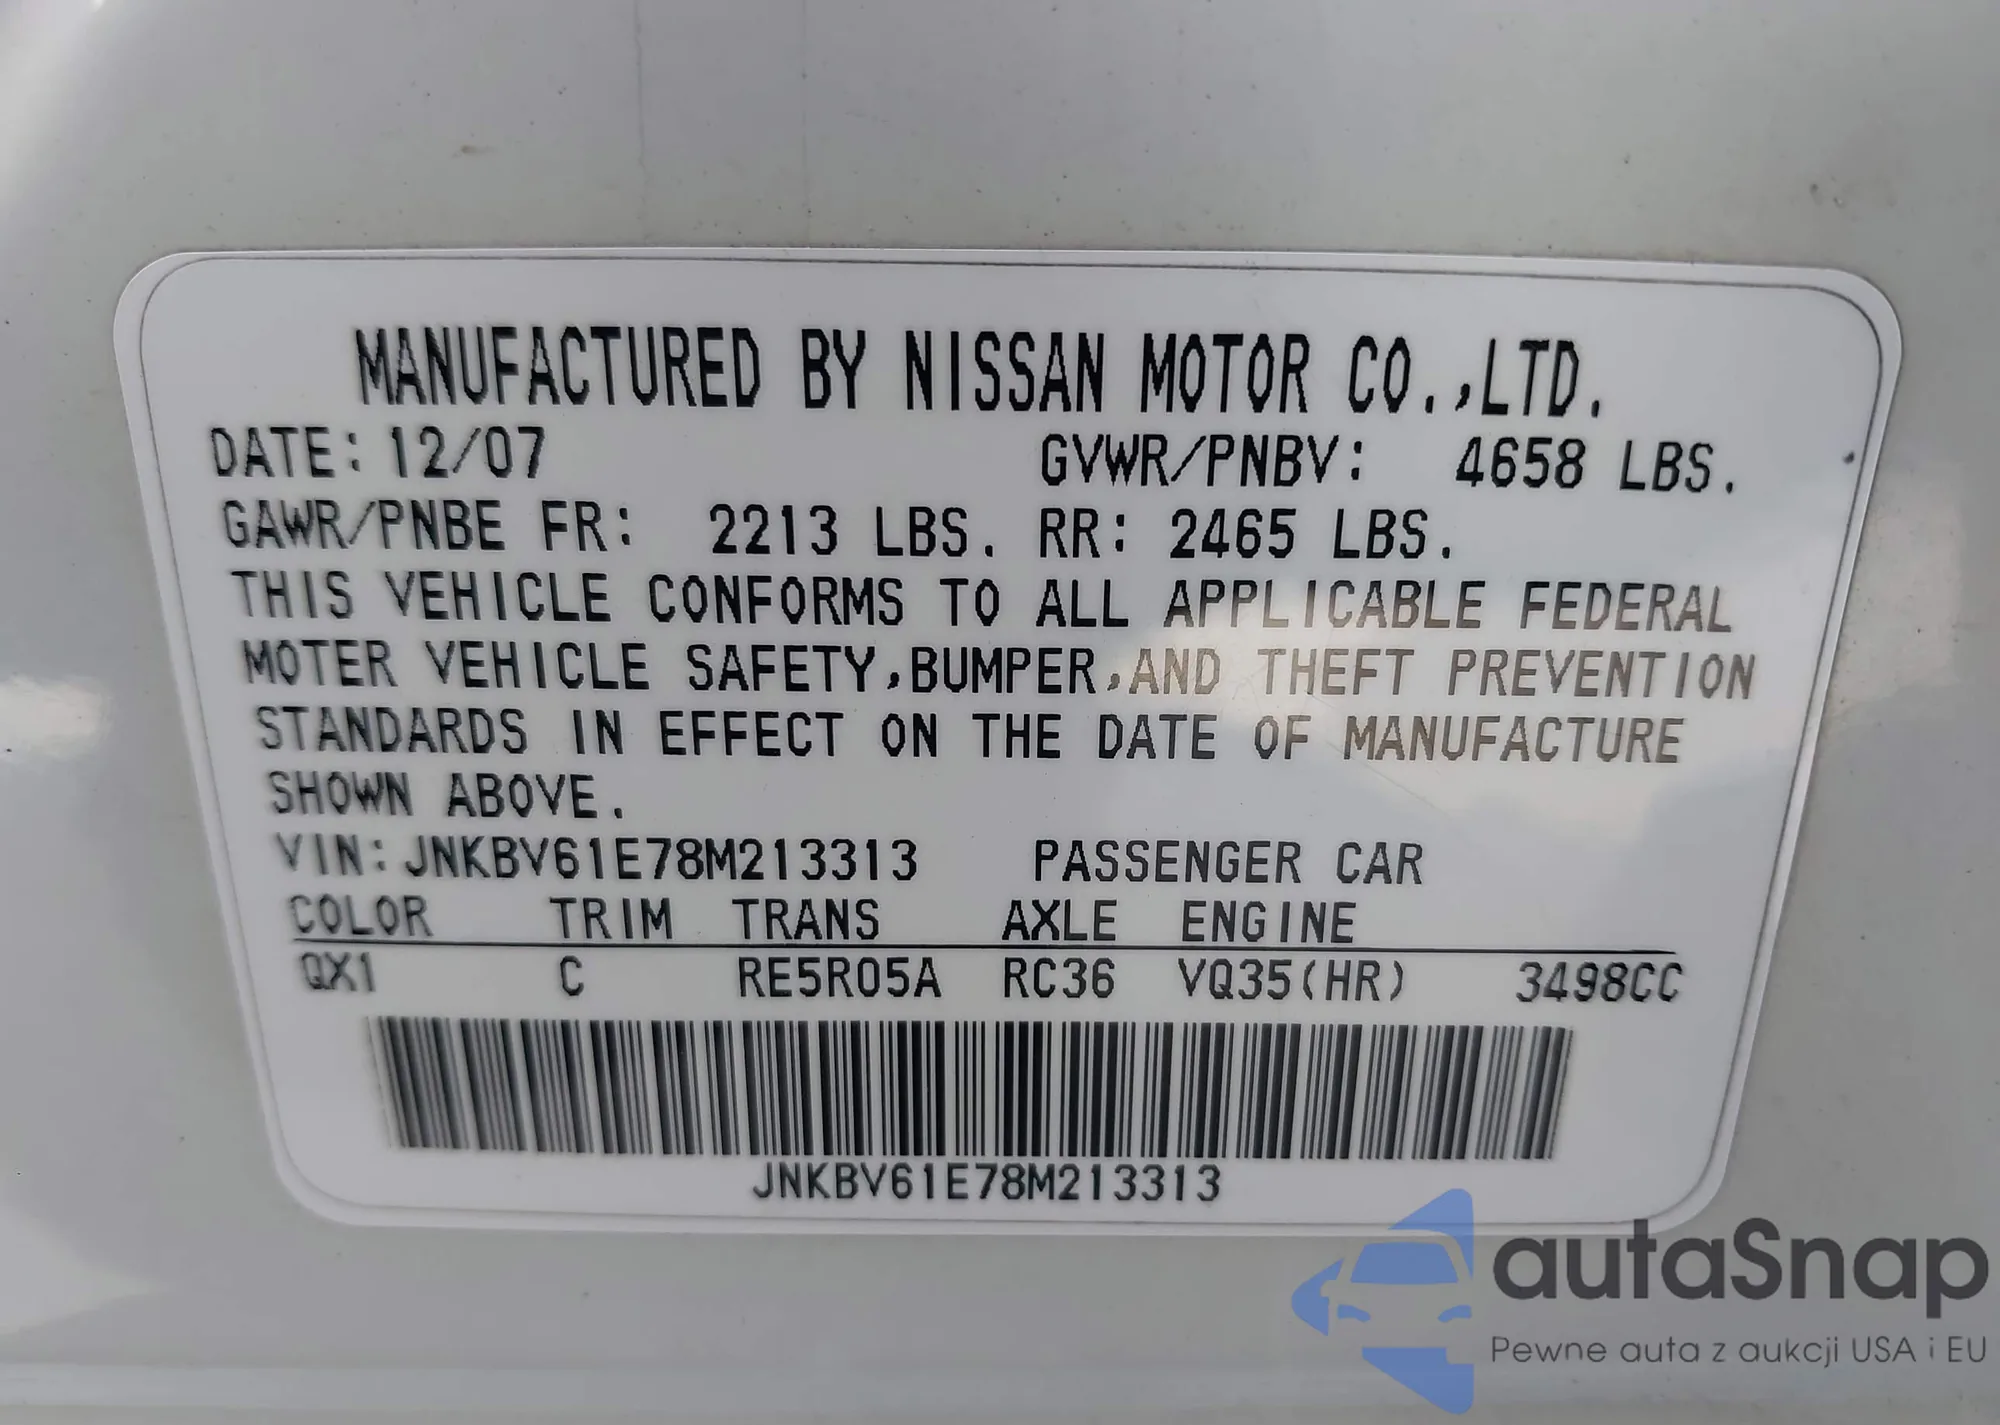 MANUFACTURED BY NISSAN MOTOR CO.,LTD.
DATE: 12/07 GVWR/PNBV: 4658 LBS.
GAWR/PNBE FR: 2213 LBS. RR: 2465 LBS.
THIS VEHICLE CONFORMS TO ALL APPLICABLE FEDERAL
MOTER VEHICLE SAFETY,BUMPER,AND THEFT PREVENTION
STANDARDS IN EFFECT ON THE DATE OF MANUFACTURE
SHOWN ABOVE.
VIN: JNKBV61E78M213313 PASSENGER CAR
COLOR TRIM TRANS AXLE ENGINE
QX1 C RE5R05A RC36 VQ35(HR) 3498CC
JNKBV61E78M213313
autaSnap
Pewne auta z aukcji USA i EU